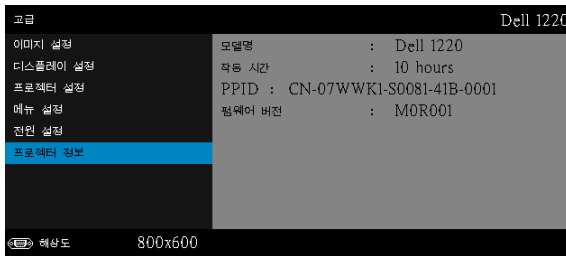 고급 Dell 1220
이미지 설정
디스플레이 설정
프로젝터 설정
메뉴 설정
전원 설정
프로젝터 정보
모델명 : Dell 1220
작동 시간 : 10 hours
PPID : CN-07WWK1-S0081-41B-0001
펌웨어 버전 : M0R001
해상도 800x600